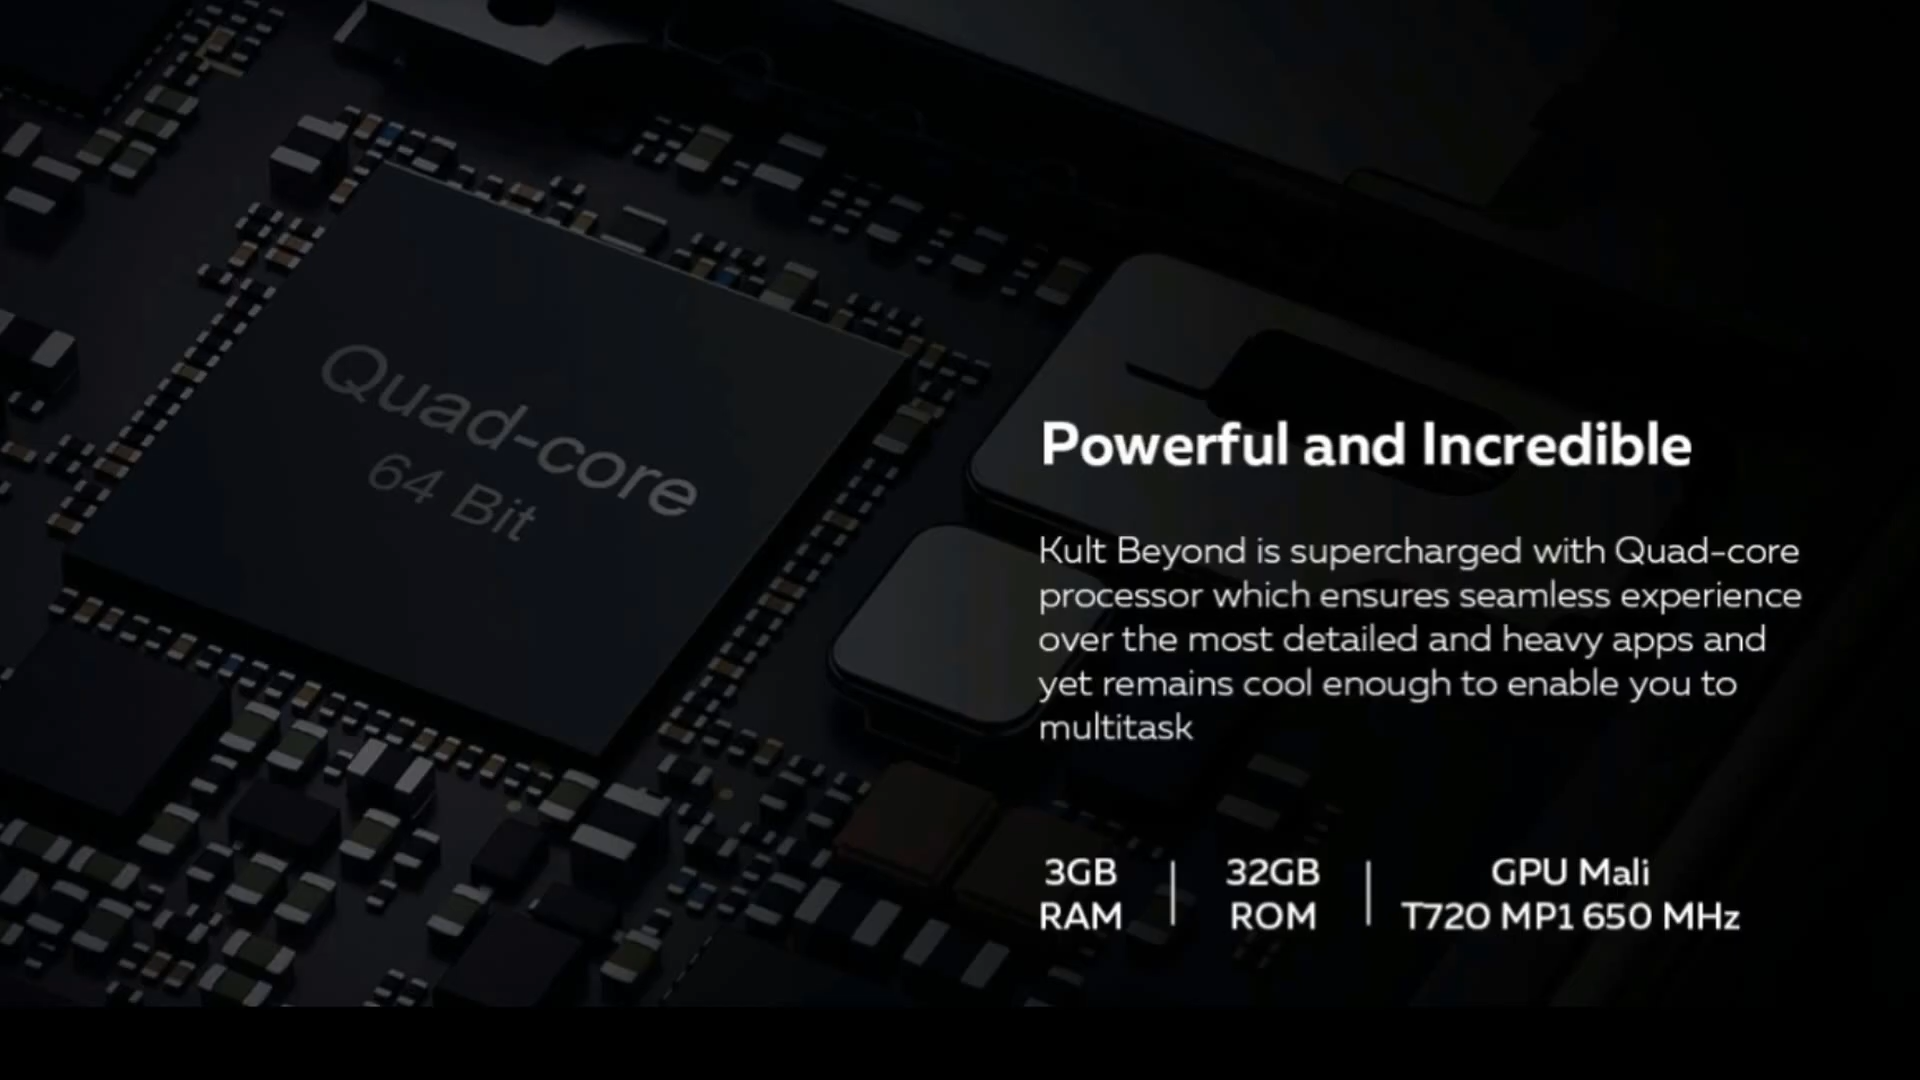 Quad-core
64 Bit
Powerful and Incredible
Kult Beyond is supercharged with Quad-core
processor which ensures seamless experience
over the most detailed and heavy apps and
yet remains cool enough to enable you to
multitask
3GB
RAM
32GB
ROM
GPU Mali
T720 MP1 650 MHz